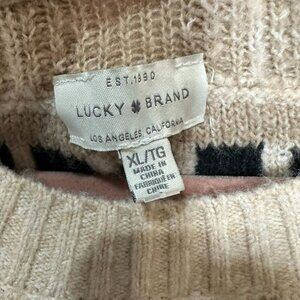 EST. 1990
LUCKY BRAND
LOS ANGELES, CALIFORNIA
XL/TG
MADE IN
CHINA
FABRIQUÉ EN
CHINE